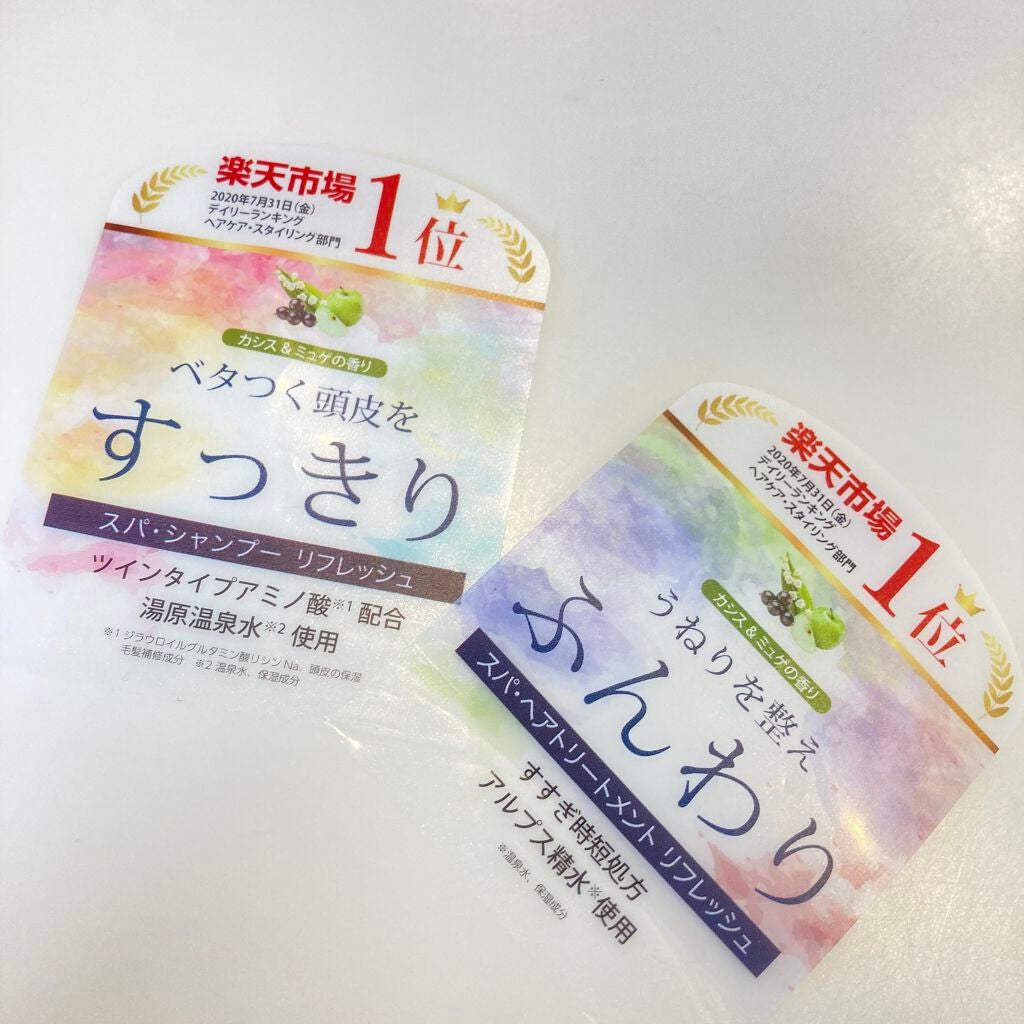 楽天市場
1位
2020年7月31日(金)
デイリーランキング
ヘアケア・スタイリング部門
カシス&ミュゲの香り
ベタつく頭皮を
すっきり
スパ・シャンプー リフレッシュ
ツインタイプアミノ酸※1 配合
湯原温泉水※2 使用
※1 ジラウロイルグルタミン酸リシンNa、頭皮の保湿
毛髪補修成分 ※2 温泉水、保湿成分
楽天市場
1位
2020年7月31日(金)
デイリーランキング
ヘアケア・スタイリング部門
カシス&ミュゲの香り
うねりを整え
ふんわり
スパ・ヘアトリートメント リフレッシュ
すすぎ時短処方
アルプス精水※使用
※温泉水、保湿成分